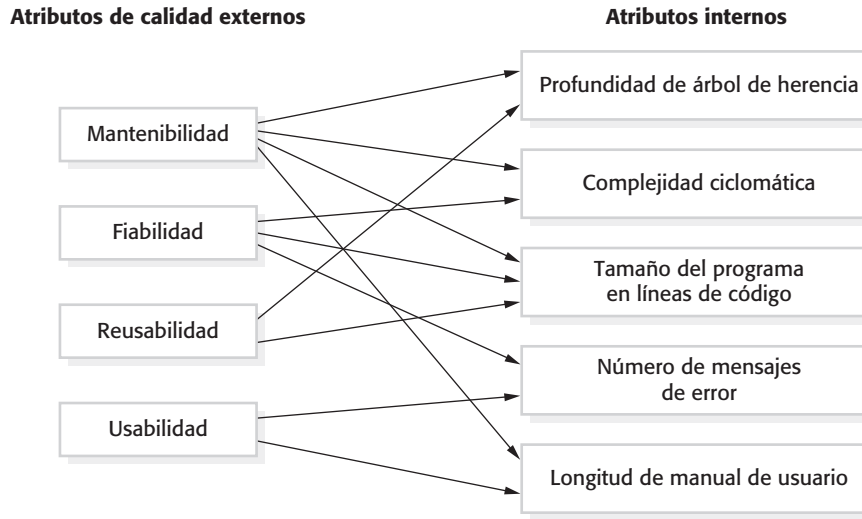 Atributos de calidad externos
Atributos internos
Mantenibilidad
Fiabilidad
Reusabilidad
Usabilidad
Profundidad de árbol de herencia
Complejidad ciclomática
Tamaño del programa
en líneas de código
Número de mensajes
de error
Longitud de manual de usuario